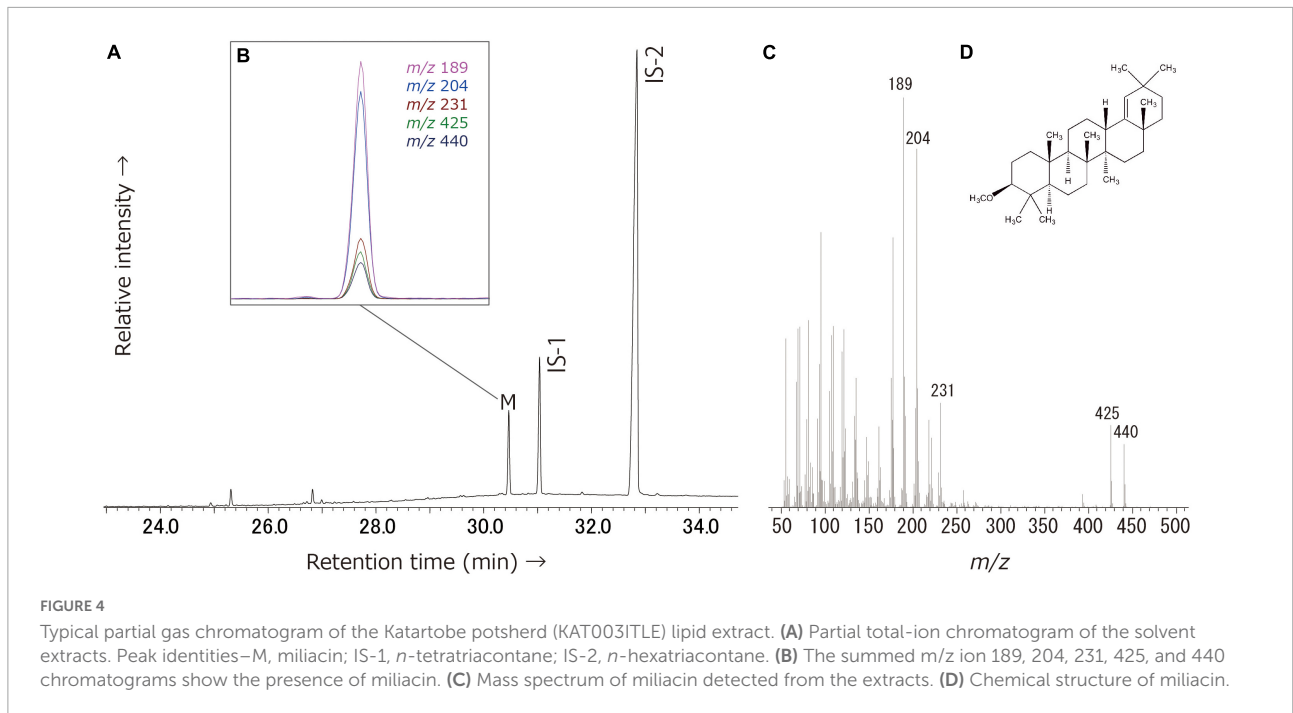 A
B
m/z 189
m/z 204
m/z 231
m/z 425
m/z 440
IS-2
IS-1
M
Relative intensity →
24.0 26.0 28.0 30.0 32.0 34.0
Retention time (min) →
C
189
204
231
425
440
50 100 150 200 250 300 350 400 450 500
m/z
D
H₃C CH₃
H CH₃
CH₃ CH₃
H CH₃
H₃CO
H
H₃C CH₃
FIGURE 4
Typical partial gas chromatogram of the Katartobe potsherd (KAT003ITLE) lipid extract. (A) Partial total-ion chromatogram of the solvent
extracts. Peak identities–M, miliacin; IS-1, n-tetratriacontane; IS-2, n-hexatriacontane. (B) The summed m/z ion 189, 204, 231, 425, and 440
chromatograms show the presence of miliacin. (C) Mass spectrum of miliacin detected from the extracts. (D) Chemical structure of miliacin.